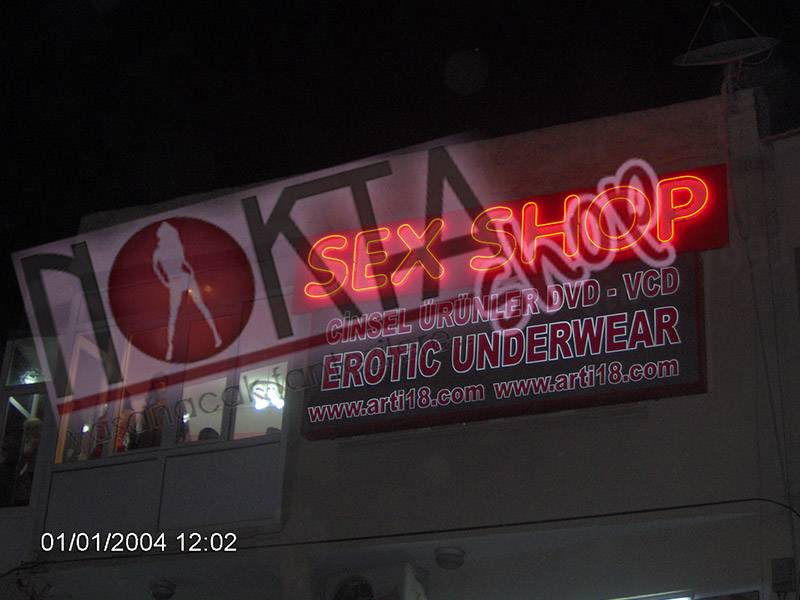 NOKTA
shop
SEX SHOP
CİNSEL ÜRÜNLER DVD - VCD
EROTIC UNDERWEAR
www.arti18.com www.arti18.com
01/01/2004 12:02